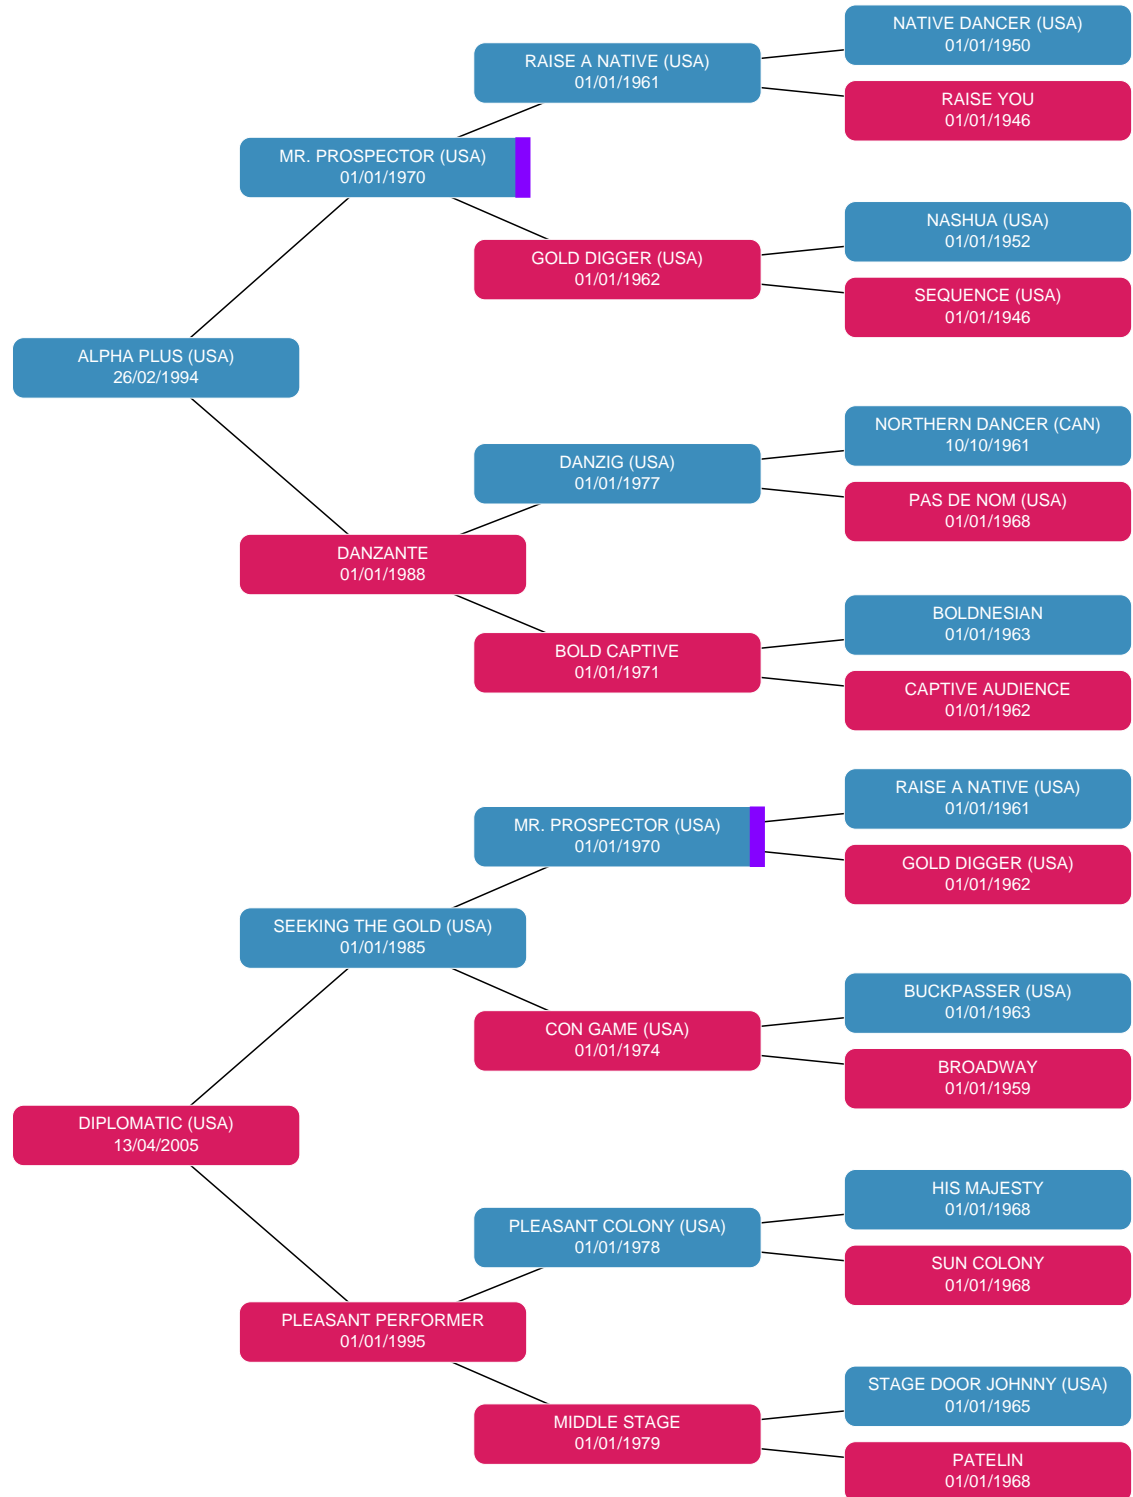 NATIVE DANCER (USA)
01/01/1950
RAISE A NATIVE (USA)
01/01/1961
RAISE YOU
01/01/1946
MR. PROSPECTOR (USA)
01/01/1970
NASHUA (USA)
01/01/1952
GOLD DIGGER (USA)
01/01/1962
SEQUENCE (USA)
01/01/1946
ALPHA PLUS (USA)
26/02/1994
NORTHERN DANCER (CAN)
10/10/1961
DANZIG (USA)
01/01/1977
PAS DE NOM (USA)
01/01/1968
DANZANTE
01/01/1988
BOLDNESIAN
01/01/1963
BOLD CAPTIVE
01/01/1971
CAPTIVE AUDIENCE
01/01/1962
RAISE A NATIVE (USA)
01/01/1961
MR. PROSPECTOR (USA)
01/01/1970
GOLD DIGGER (USA)
01/01/1962
SEEKING THE GOLD (USA)
01/01/1985
BUCKPASSER (USA)
01/01/1963
CON GAME (USA)
01/01/1974
BROADWAY
01/01/1959
DIPLOMATIC (USA)
13/04/2005
HIS MAJESTY
01/01/1968
PLEASANT COLONY (USA)
01/01/1978
SUN COLONY
01/01/1968
PLEASANT PERFORMER
01/01/1995
STAGE DOOR JOHNNY (USA)
01/01/1965
MIDDLE STAGE
01/01/1979
PATELIN
01/01/1968